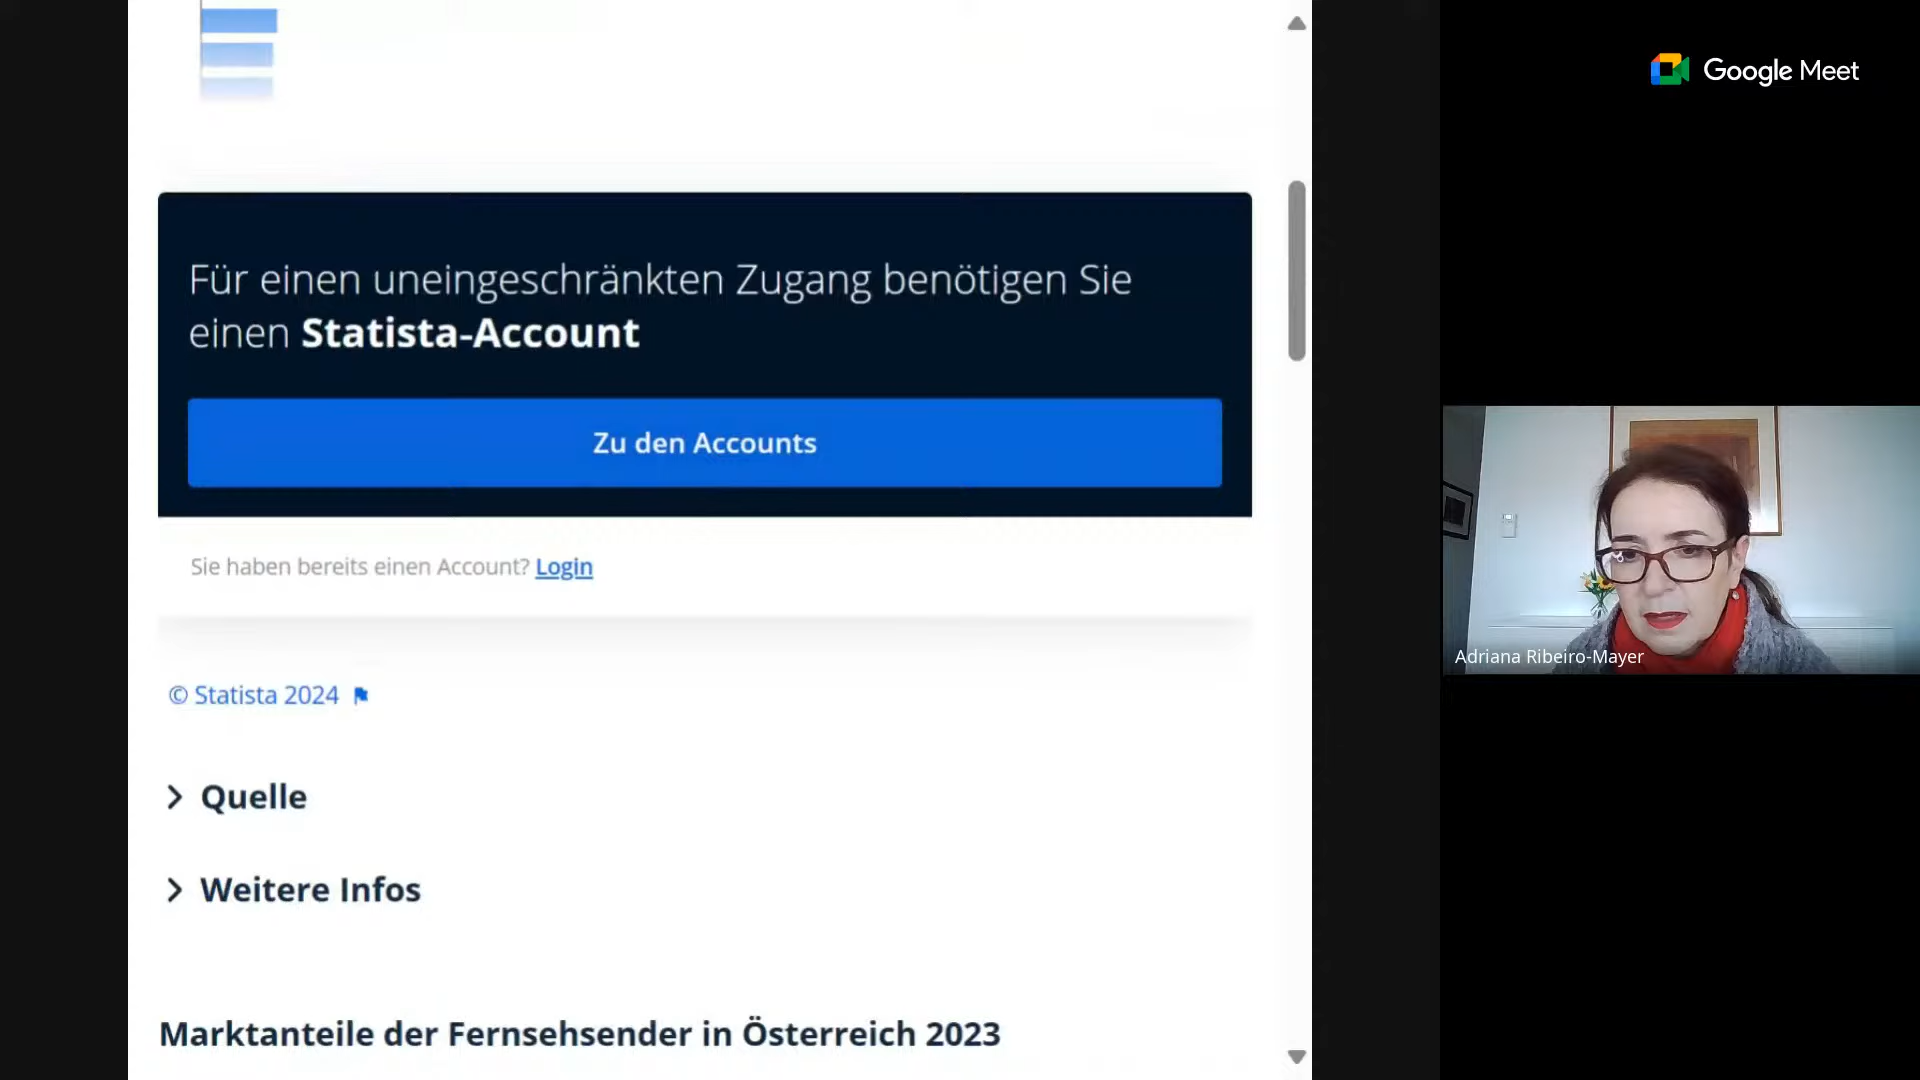 Google Meet
Für einen uneingeschränkten Zugang benötigen Sie
einen Statista-Account
Zu den Accounts
Sie haben bereits einen Account? Login
© Statista 2024
Quelle
Weitere Infos
Marktanteile der Fernsehsender in Österreich 2023
Adriana Ribeiro-Mayer